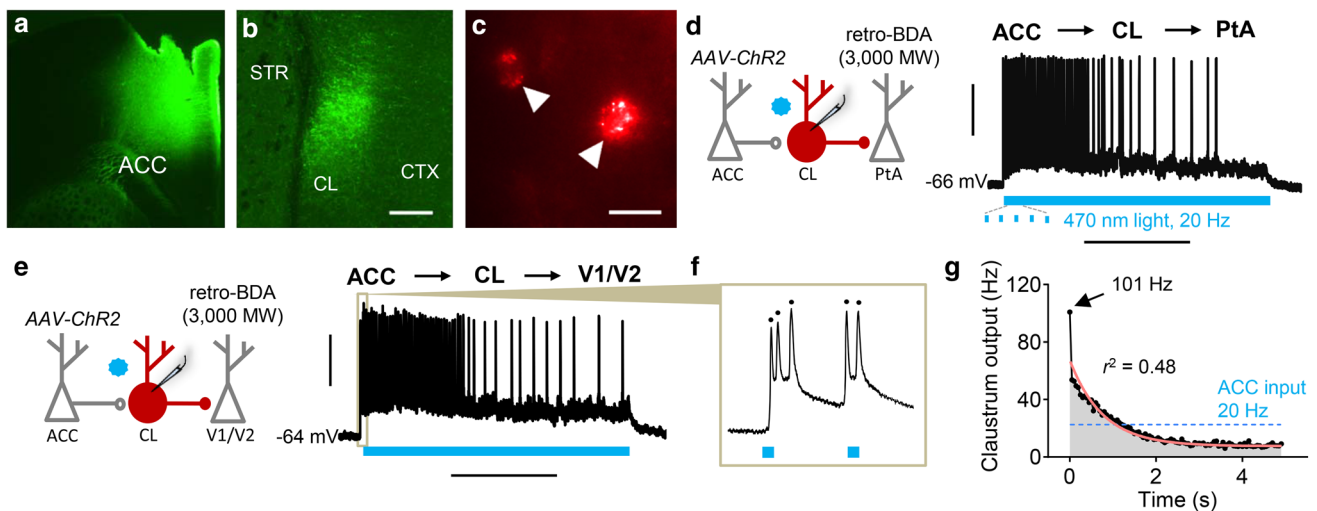 a
ACC
b
STR
CL
CTX
c
d
AAV-ChR2
retro-BDA
(3,000 MW)
ACC
CL
PtA
ACC → CL → PtA
-66 mV
470 nm light, 20 Hz
e
AAV-ChR2
retro-BDA
(3,000 MW)
ACC
CL
V1/V2
ACC → CL → V1/V2
-64 mV
f
g
Claustrum output (Hz)
120
80
40
0
101 Hz
r² = 0.48
ACC input
20 Hz
0
2
4
Time (s)